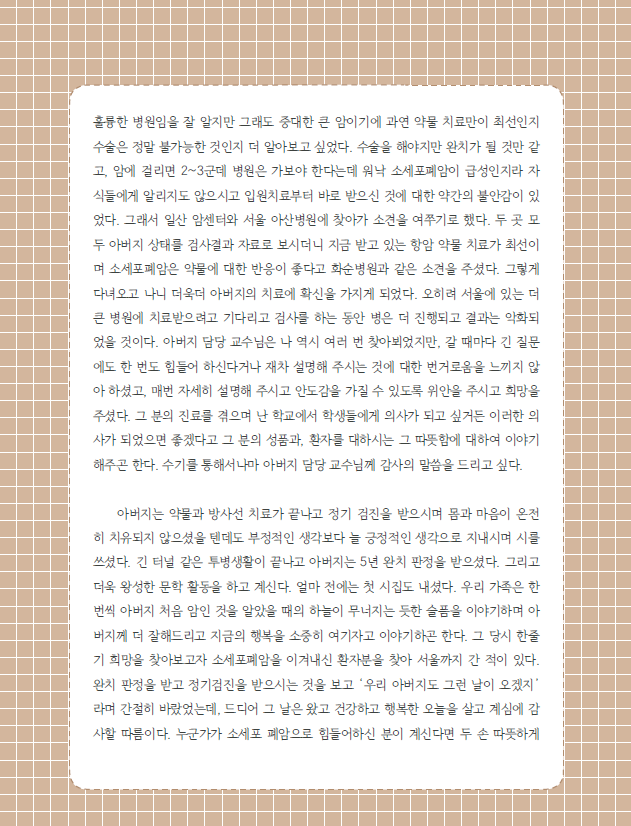 훌륭한 병원임을 잘 알지만 그래도 중대한 큰 암이기에 과연 약물 치료만이 최선인지
수술은 정말 불가능한 것인지 더 알아보고 싶었다. 수술을 해야지만 완치가 될 것만 같
고, 암에 걸리면 2~3군데 병원은 가보야 한다는데 워낙 소세포폐암이 급성인지라 자
식들에게 알리지도 않으시고 입원치료부터 바로 받으신 것에 대한 약간의 불안감이 있
었다. 그래서 일산 암센터와 서울 아산병원에 찾아가 소견을 여쭈기로 했다. 두 곳 모
두 아버지 상태를 검사결과 자료로 보시더니 지금 받고 있는 항암 약물 치료가 최선이
며 소세포폐암은 약물에 대한 반응이 좋다고 화순병원과 같은 소견을 주셨다. 그렇게
다녀오고 나니 더욱더 아버지의 치료에 확신을 가지게 되었다. 오히려 서울에 있는 더
큰 병원에 치료받으려고 기다리고 검사를 하는 동안 병은 더 진행되고 결과는 악화되
었을 것이다. 아버지 담당 교수님은 나 역시 여러 번 찾아뵈었지만, 갈 때마다 긴 질문
에도 한 번도 힘들어 하신다거나 재차 설명해 주시는 것에 대한 번거로움을 느끼지 않
아 하셨고, 매번 자세히 설명해 주시고 안도감을 가질 수 있도록 위안을 주시고 희망을
주셨다. 그 분의 진료를 겪으며 난 학교에서 학생들에게 의사가 되고 싶거든 이러한 의
사가 되었으면 좋겠다고 그 분의 성품과, 환자를 대하시는 그 따뜻함에 대하여 이야기
해주곤 한다. 수기를 통해서나마 아버지 담당 교수님께 감사의 말씀을 드리고 싶다.
아버지는 약물과 방사선 치료가 끝나고 정기 검진을 받으시며 몸과 마음이 온전
히 치유되지 않으셨을 텐데도 부정적인 생각보다 늘 긍정적인 생각으로 지내시며 시를
쓰셨다. 긴 터널 같은 투병생활이 끝나고 아버지는 5년 완치 판정을 받으셨다. 그리고
더욱 왕성한 문학 활동을 하고 계신다. 얼마 전에는 첫 시집도 내셨다. 우리 가족은 한
번씩 아버지 처음 암인 것을 알았을 때의 하늘이 무너지는 듯한 슬픔을 이야기하며 아
버지께 더 잘해드리고 지금의 행복을 소중히 여기자고 이야기하곤 한다. 그 당시 한줄
기 희망을 찾아보고자 소세포폐암을 이겨내신 환자분을 찾아 서울까지 간 적이 있다.
완치 판정을 받고 정기검진을 받으시는 것을 보고 ‘우리 아버지도 그런 날이 오겠지’
라며 간절히 바랐었는데, 드디어 그 날은 왔고 건강하고 행복한 오늘을 살고 계심에 감
사할 따름이다. 누군가가 소세포 폐암으로 힘들어하신 분이 계신다면 두 손 따뜻하게